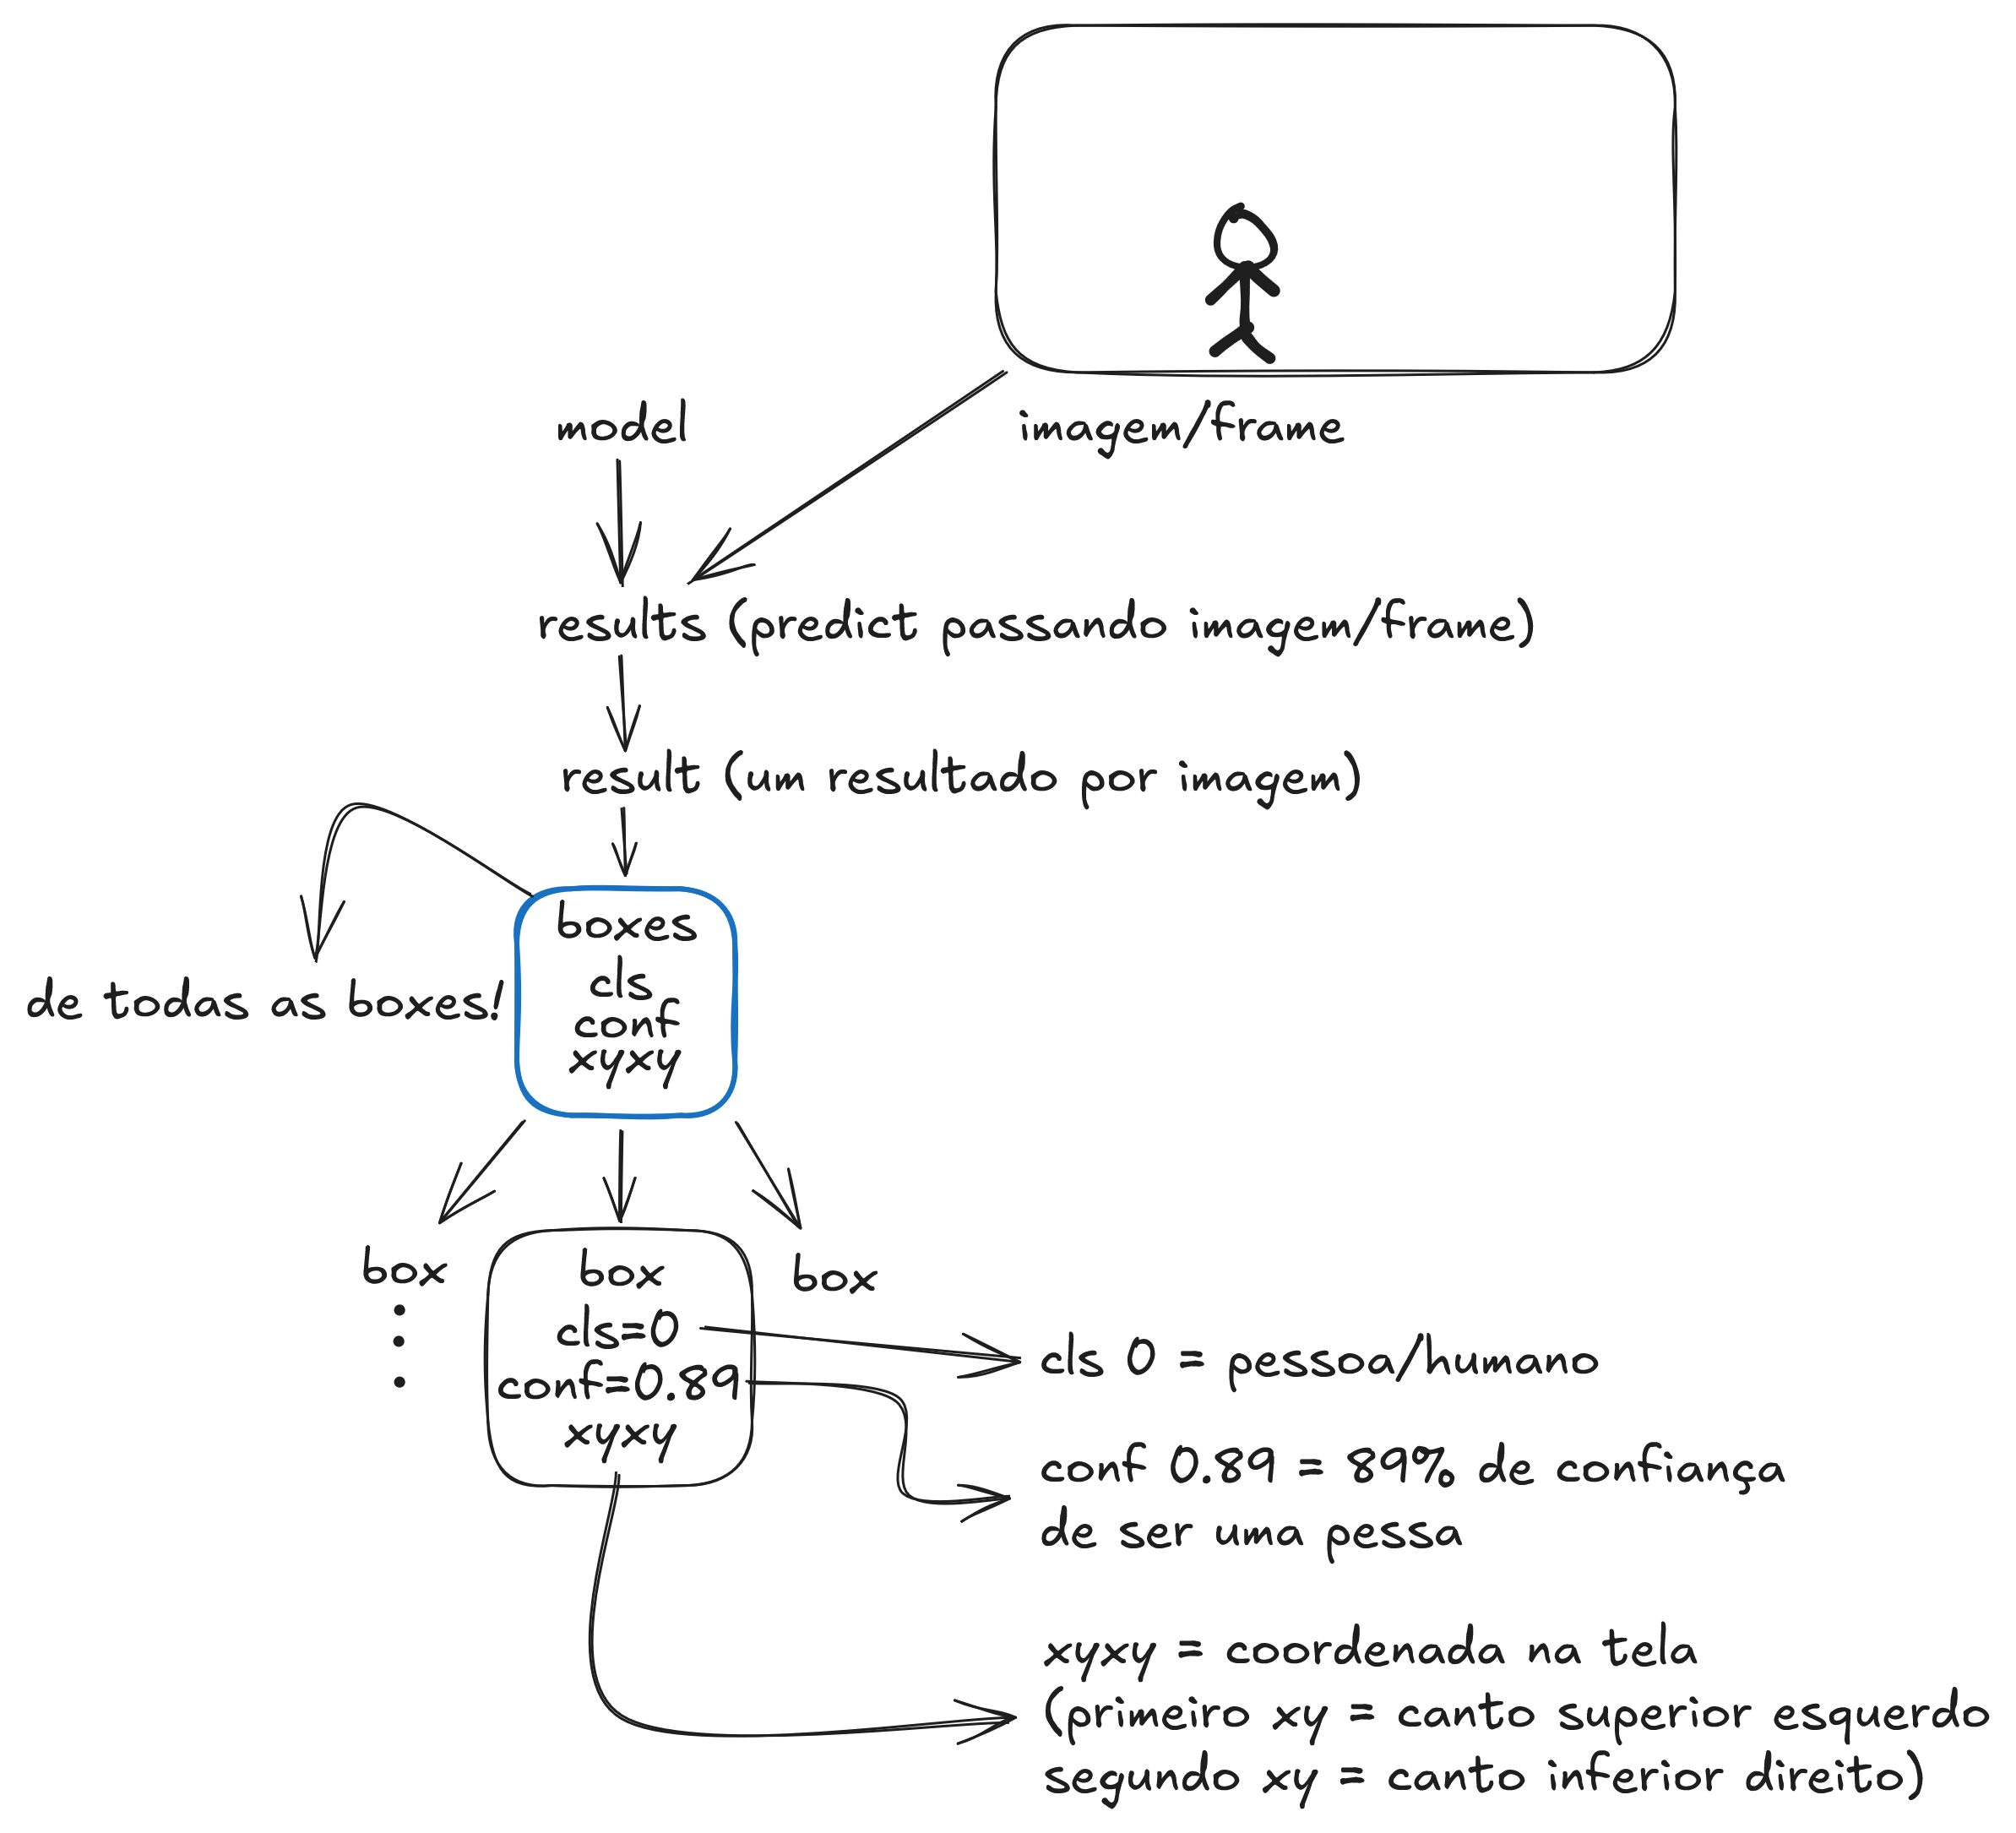 model
imagem/frame
results (predict passando imagem/frame)
result (um resultado por imagem)
boxes
cls
conf
xyxy
de todas as boxes!
box
box
cls=0
conf=0.89
xyxy
box
cls 0 = pessoa/humano
conf 0.89 = 89% de confiança
de ser uma pessa
xyxy = coordenada na tela
(primeiro xy = canto superior esquerdo
segundo xy = canto inferior direito)